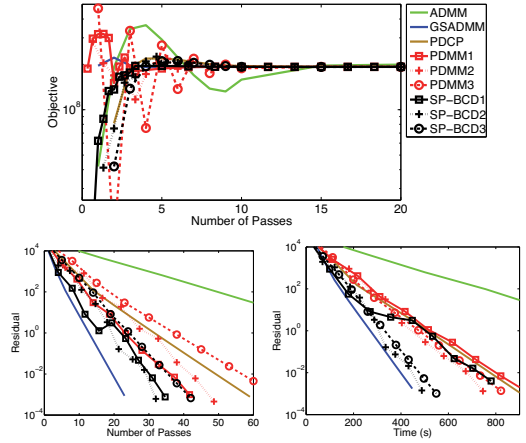 Objective
10^8
0 5 10 15 20
Number of Passes
ADMM
GSADMM
PDCP
PDMM1
PDMM2
PDMM3
SP-BCD1
SP-BCD2
SP-BCD3
Residual
10^4
10^2
10^0
10^-2
10^-4
0 10 20 30 40 50 60
Number of Passes
Residual
10^4
10^2
10^0
10^-2
10^-4
0 200 400 600 800
Time (s)